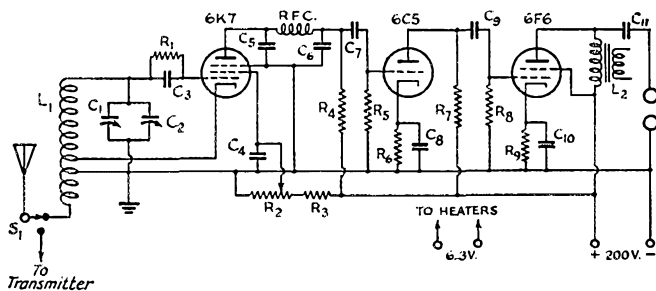 6K7
R.F.C.
6C5
C9
6F6
C11
R1
C5
C6
C7
L1
C3
L2
C1
C2
R4
R5
R7
R8
C4
R6
C8
R9
C10
R2
R3
S1
TO HEATERS
6.3V.
+ 200V. -
To
Transmitter